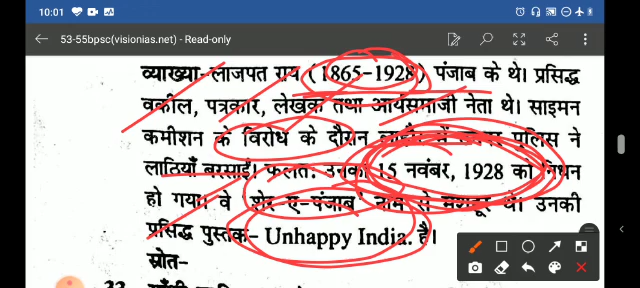 10:01
53-55bpsc(visionias.net) - Read-only
व्याख्या-लाजपत राय (1865-1928) पंजाब के थे। प्रसिद्ध
वकील, पत्रकार, लेखक तथा आर्यसमाजी नेता थे। साइमन
कमीशन के विरोध के दौरान में पुलिस ने
लाठियाँ बरसाईं। फलतः उनका 15 नवंबर, 1928 को निधन
हो गया। वे 'शेर-ए-पंजाब' नाम से मशहूर थे। उनकी
प्रसिद्ध पुस्तक- Unhappy India. है।
स्रोत-